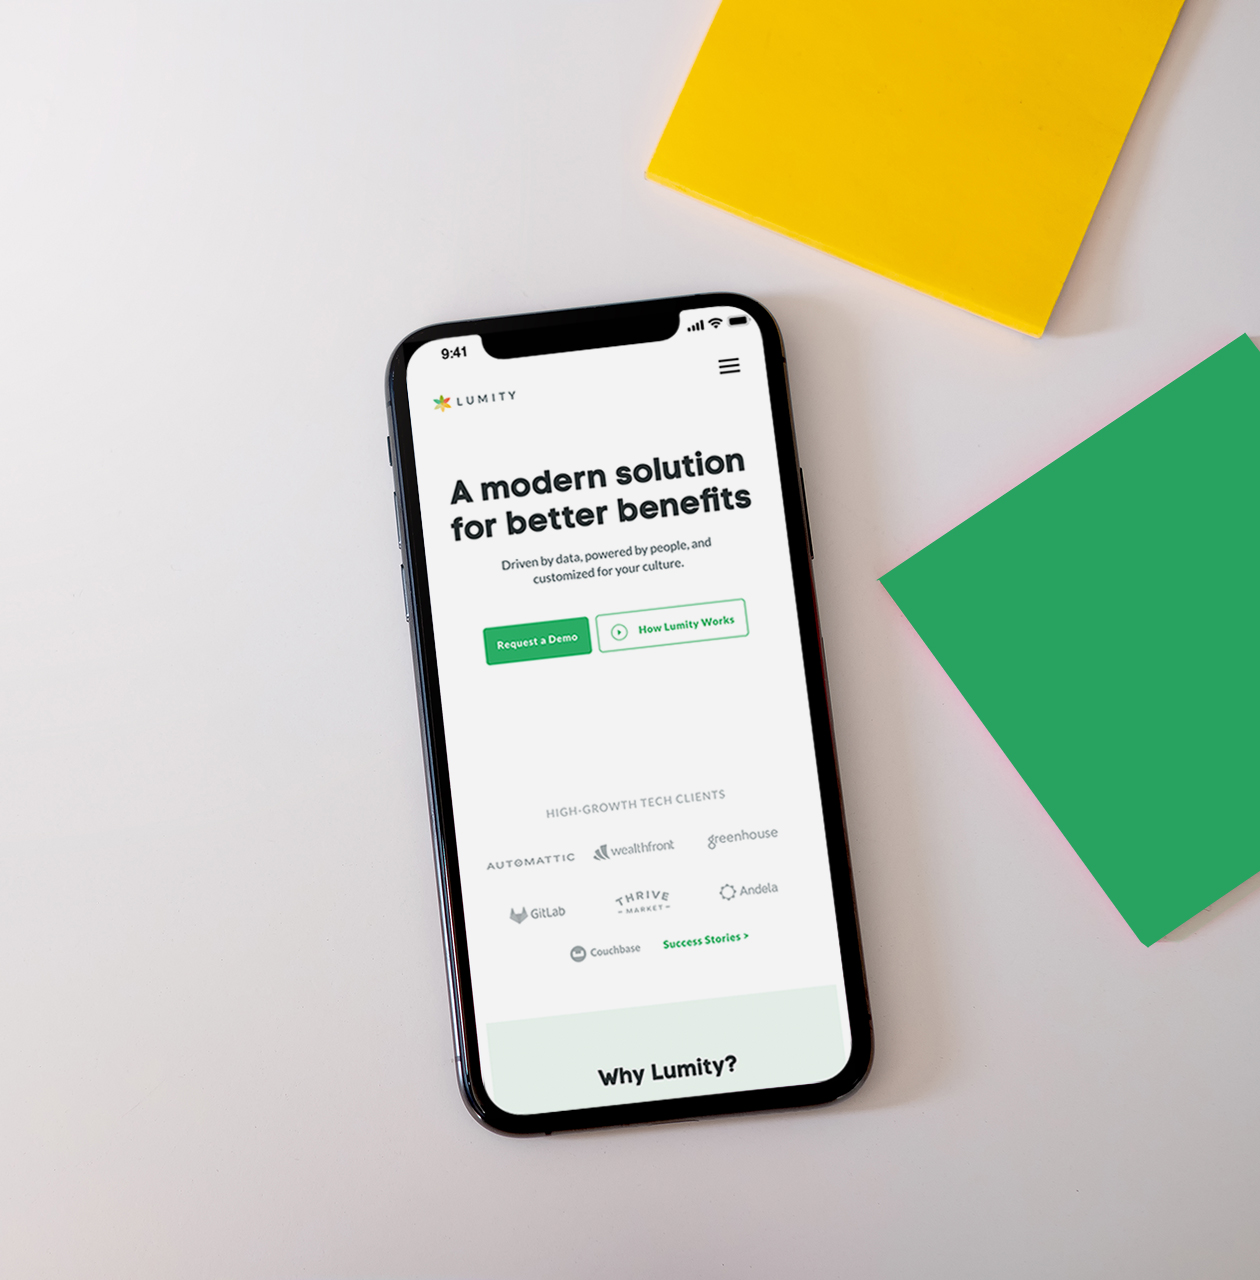 9:41
LUMITY
A modern solution
for better benefits
Driven by data, powered by people, and
customized for your culture.
Request a Demo
How Lumity Works
HIGH-GROWTH TECH CLIENTS
AUTOMATTIC
wealthfront
greenhouse
GitLab
THRIVE
MARKET
Andela
Couchbase
Success Stories >
Why Lumity?